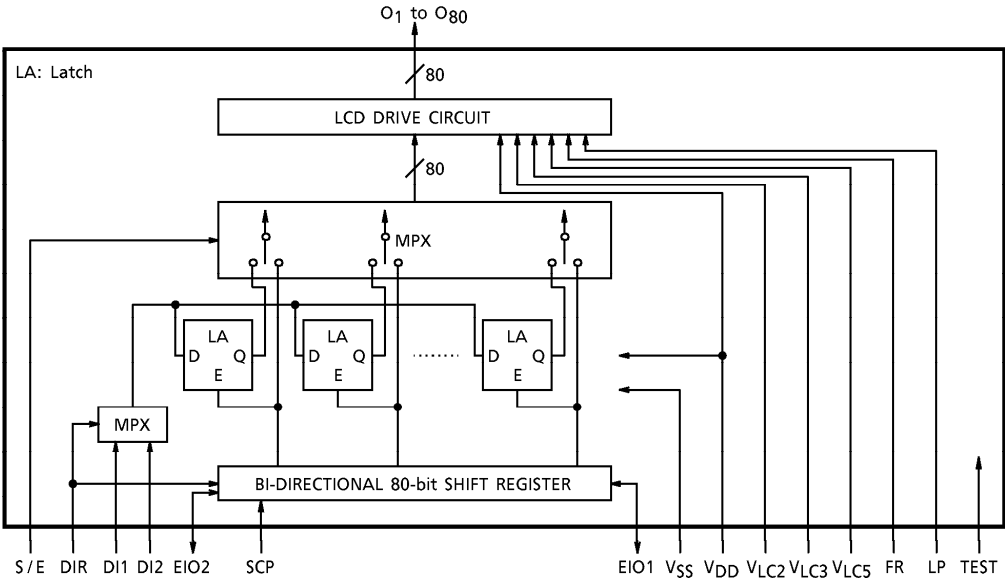 O1 to O80
LA: Latch
80
LCD DRIVE CIRCUIT
80
MPX
LA
D Q
E
LA
D Q
E
LA
D Q
E
MPX
BI-DIRECTIONAL 80-bit SHIFT REGISTER
S/E DIR DI1 DI2 EIO2 SCP EIO1 VSS VDD VLC2 VLC3 VLC5 FR LP TEST